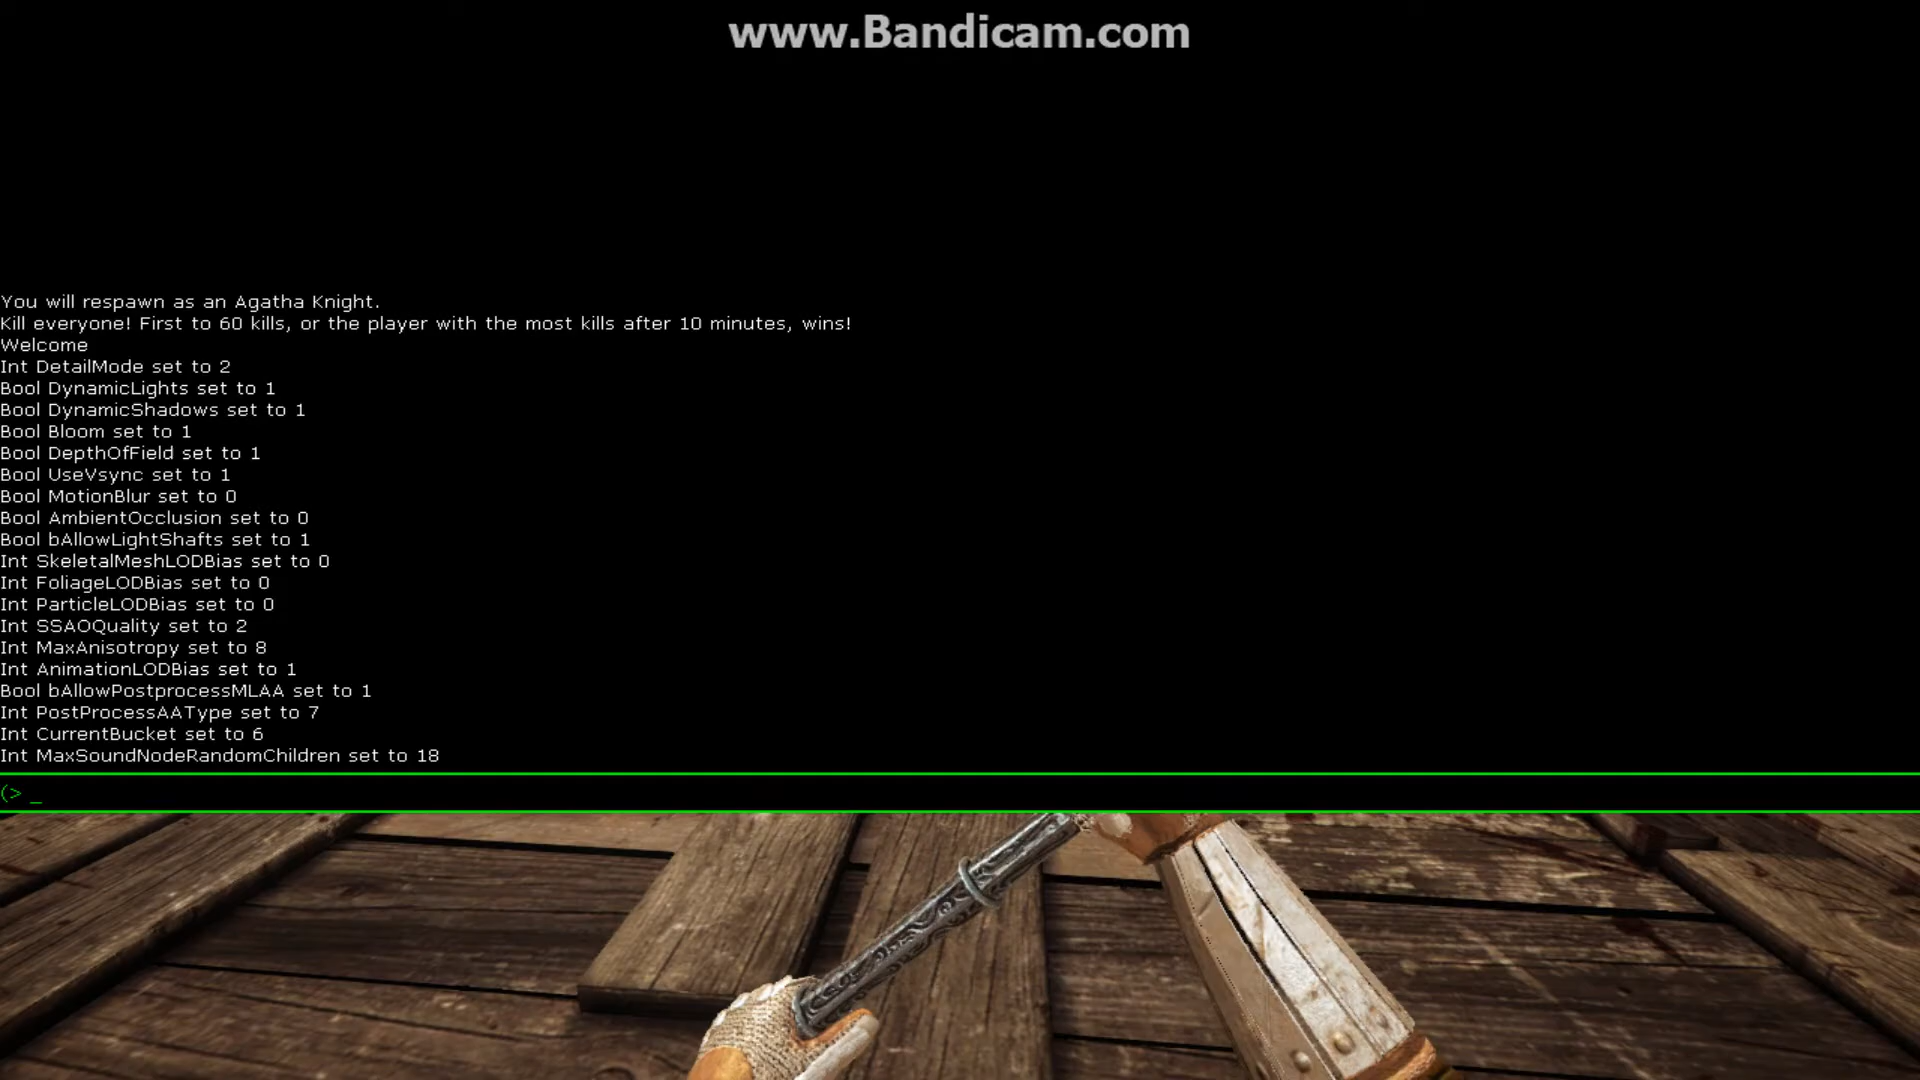 www.Bandicam.com
You will respawn as an Agatha Knight.
Kill everyone! First to 60 kills, or the player with the most kills after 10 minutes, wins!
Welcome
Int DetailMode set to 2
Bool DynamicLights set to 1
Bool DynamicShadows set to 1
Bool Bloom set to 1
Bool DepthOfField set to 1
Bool UseVsync set to 1
Bool MotionBlur set to 0
Bool AmbientOcclusion set to 0
Bool bAllowLightShafts set to 1
Int SkeletalMeshLODBias set to 0
Int FoliageLODBias set to 0
Int ParticleLODBias set to 0
Int SSAOQuality set to 2
Int MaxAnisotropy set to 8
Int AnimationLODBias set to 1
Bool bAllowPostprocessMLAA set to 1
Int PostProcessAAType set to 7
Int CurrentBucket set to 6
Int MaxSoundNodeRandomChildren set to 18
(> _